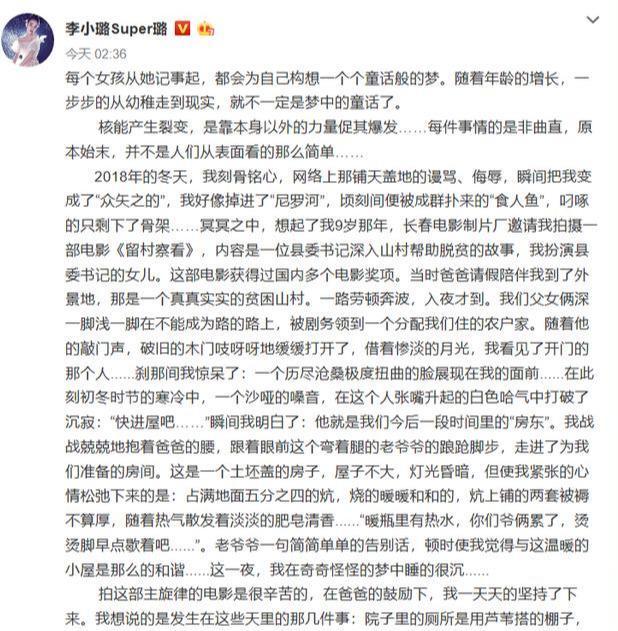 李小璐Super璐
今天 02:36
每个女孩从她记事起，都会为自己构想一个个童话般的梦。随着年龄的增长，一
步步的从幼稚走到现实，就不一定是梦中的童话了。
核能产生裂变，是靠本身以外的力量促其爆发……每件事情的是非曲直，原
本始末，并不是人们从表面看的那么简单……
2018年的冬天，我刻骨铭心，网络上那铺天盖地的谩骂、侮辱，瞬间把我变
成了“众矢之的”，我好像掉进了“尼罗河”，顷刻间便被成群扑来的“食人鱼”，叼啄
的只剩下了骨架……冥冥之中，想起了我9岁那年，长春电影制片厂邀请我拍摄一
部电影《留村察看》，内容是一位县委书记深入山村帮助脱贫的故事，我扮演县
委书记的女儿。这部电影获得过国内多个电影奖项。当时爸爸请假陪伴我到了外
景地，那是一个真真实实的贫困山村。一路劳顿奔波，入夜才到。我们父女俩深
一脚浅一脚在不能成为路的路上，被剧务领到一个分配我们住的农户家。随着他
的敲门声，破旧的木门吱呀呀地缓缓打开了，借着惨淡的月光，我看见了开门的
那个人……刹那间我惊呆了：一个历尽沧桑极度扭曲的脸展现在我的面前……在此
刻初冬时节的寒冷中，一个沙哑的嗓音，在这个人张嘴升起的白色哈气中打破了
沉寂：“快进屋吧……”瞬间我明白了：他就是我们今后一段时间里的“房东”。我战
战兢兢地抱着爸爸的腰，跟着眼前这个弯着腿的老爷爷的踉跄脚步，走进了为我
们准备的房间。这是一个土坯盖的房子，屋子不大，灯光昏暗，但使我紧张的心
情松弛下来的是：占满地面五分之四的炕，烧的暖暖和和的，炕上铺的两套被褥
不算厚，随着热气散发着淡淡的肥皂清香……“暖瓶里有热水，你们爷俩累了，烫
烫脚早点歇着吧……”。老爷爷一句简简单单的告别话，顿时使我觉得与这温暖的
小屋是那么的和谐……这一夜，我在奇奇怪怪的梦中睡的很沉……
拍这部主旋律的电影是很辛苦的，在爸爸的鼓励下，我一天天的坚持了下
来。我想说的是发生在这些天里的那几件事：院子里的厕所是用芦苇搭的棚子，